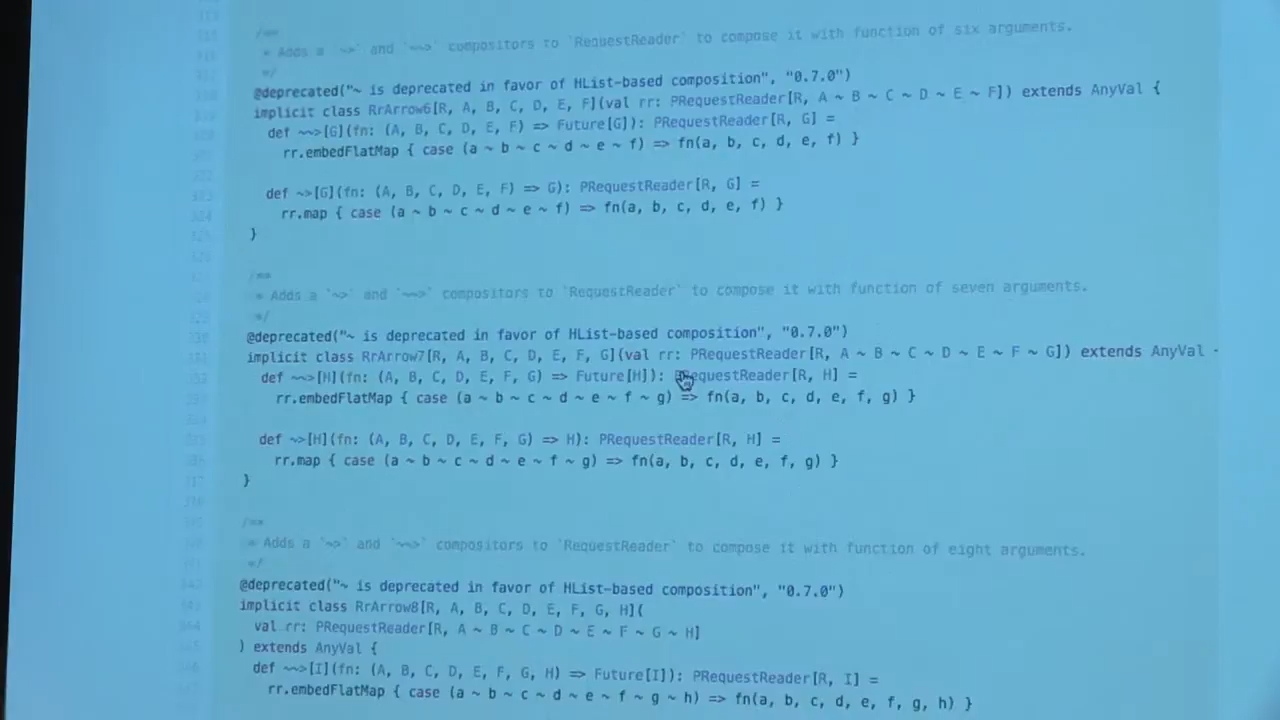 /**
* Adds a `~>` and `~~>` compositors to `RequestReader` to compose it with function of six arguments.
*/
@deprecated("~ is deprecated in favor of HList-based composition", "0.7.0")
implicit class RrArrow6[R, A, B, C, D, E, F](val rr: PRequestReader[R, A ~ B ~ C ~ D ~ E ~ F]) extends AnyVal {
def ~~>[G](fn: (A, B, C, D, E, F) => Future[G]): PRequestReader[R, G] =
rr.embedFlatMap { case (a ~ b ~ c ~ d ~ e ~ f) => fn(a, b, c, d, e, f) }
def ~>[G](fn: (A, B, C, D, E, F) => G): PRequestReader[R, G] =
rr.map { case (a ~ b ~ c ~ d ~ e ~ f) => fn(a, b, c, d, e, f) }
}
/**
* Adds a `~>` and `~~>` compositors to `RequestReader` to compose it with function of seven arguments.
*/
@deprecated("~ is deprecated in favor of HList-based composition", "0.7.0")
implicit class RrArrow7[R, A, B, C, D, E, F, G](val rr: PRequestReader[R, A ~ B ~ C ~ D ~ E ~ F ~ G]) extends AnyVal
def ~~>[H](fn: (A, B, C, D, E, F, G) => Future[H]): PRequestReader[R, H] =
rr.embedFlatMap { case (a ~ b ~ c ~ d ~ e ~ f ~ g) => fn(a, b, c, d, e, f, g) }
def ~>[H](fn: (A, B, C, D, E, F, G) => H): PRequestReader[R, H] =
rr.map { case (a ~ b ~ c ~ d ~ e ~ f ~ g) => fn(a, b, c, d, e, f, g) }
}
/**
* Adds a `~>` and `~~>` compositors to `RequestReader` to compose it with function of eight arguments.
*/
@deprecated("~ is deprecated in favor of HList-based composition", "0.7.0")
implicit class RrArrow8[R, A, B, C, D, E, F, G, H](
val rr: PRequestReader[R, A ~ B ~ C ~ D ~ E ~ F ~ G ~ H]
) extends AnyVal {
def ~~>[I](fn: (A, B, C, D, E, F, G, H) => Future[I]): PRequestReader[R, I] =
rr.embedFlatMap { case (a ~ b ~ c ~ d ~ e ~ f ~ g ~ h) => fn(a, b, c, d, e, f, g, h) }